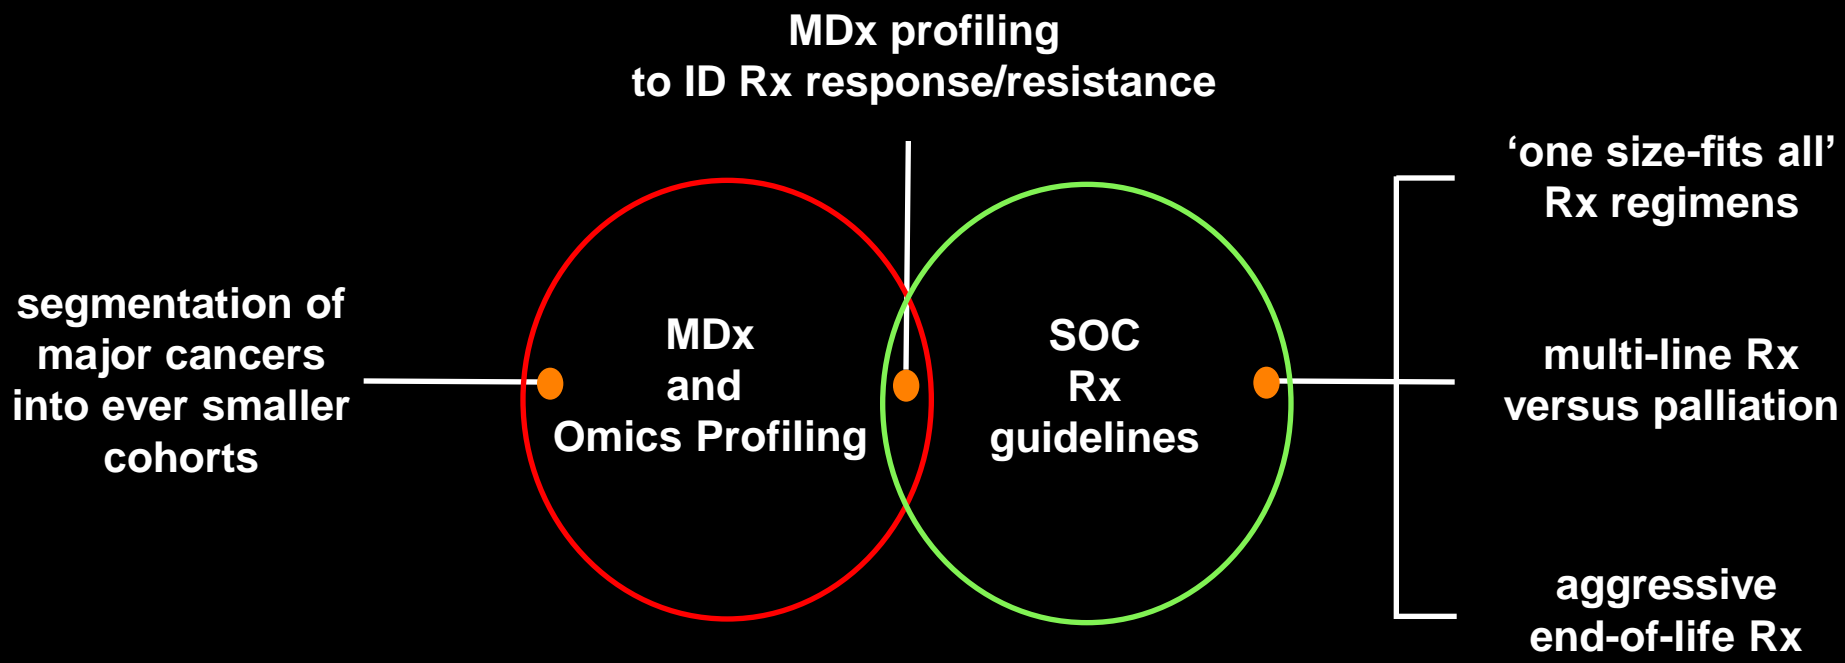 MDx profiling
to ID Rx response/resistance
segmentation of
major cancers
into ever smaller
cohorts
MDx
and
Omics Profiling
SOC
Rx
guidelines
‘one size-fits all’
Rx regimens
multi-line Rx
versus palliation
aggressive
end-of-life Rx